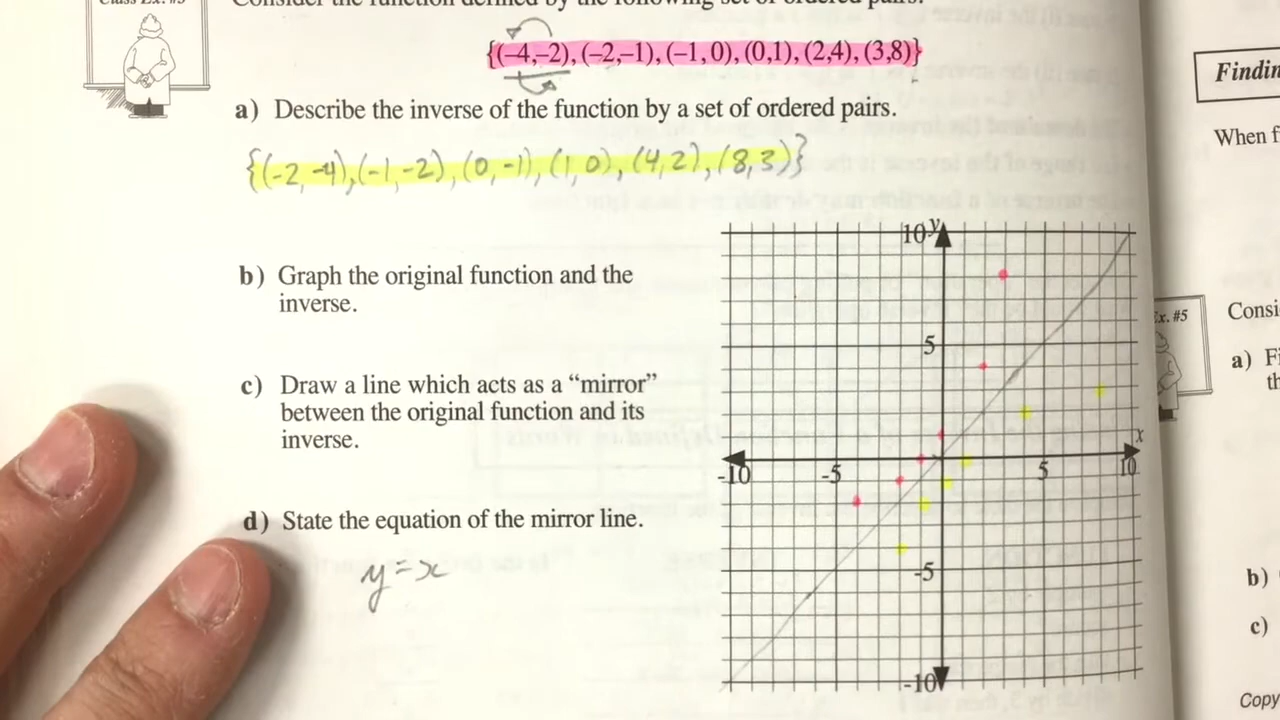 {(−4,−2), (−2,−1), (−1,0), (0,1), (2,4), (3,8)}
a) Describe the inverse of the function by a set of ordered pairs.
{(-2,-4),(-1,-2),(0,-1),(1,0),(4,2),(8,3)}
b) Graph the original function and the
inverse.
c) Draw a line which acts as a “mirror”
between the original function and its
inverse.
d) State the equation of the mirror line.
y=x
10 y
5
x
-10 -5 5 10
-5
-10
Findin
When f
Ex. #5
Consi
a) Fi
th
b)
c)
Copy